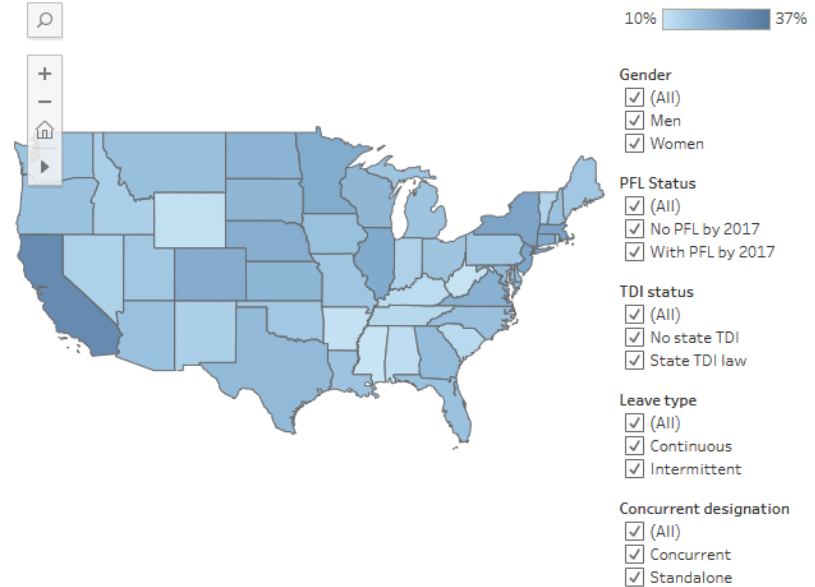 10% 37%
Gender
(All)
Men
Women
PFL Status
(All)
No PFL by 2017
With PFL by 2017
TDI status
(All)
No state TDI
State TDI law
Leave type
(All)
Continuous
Intermittent
Concurrent designation
(All)
Concurrent
Standalone